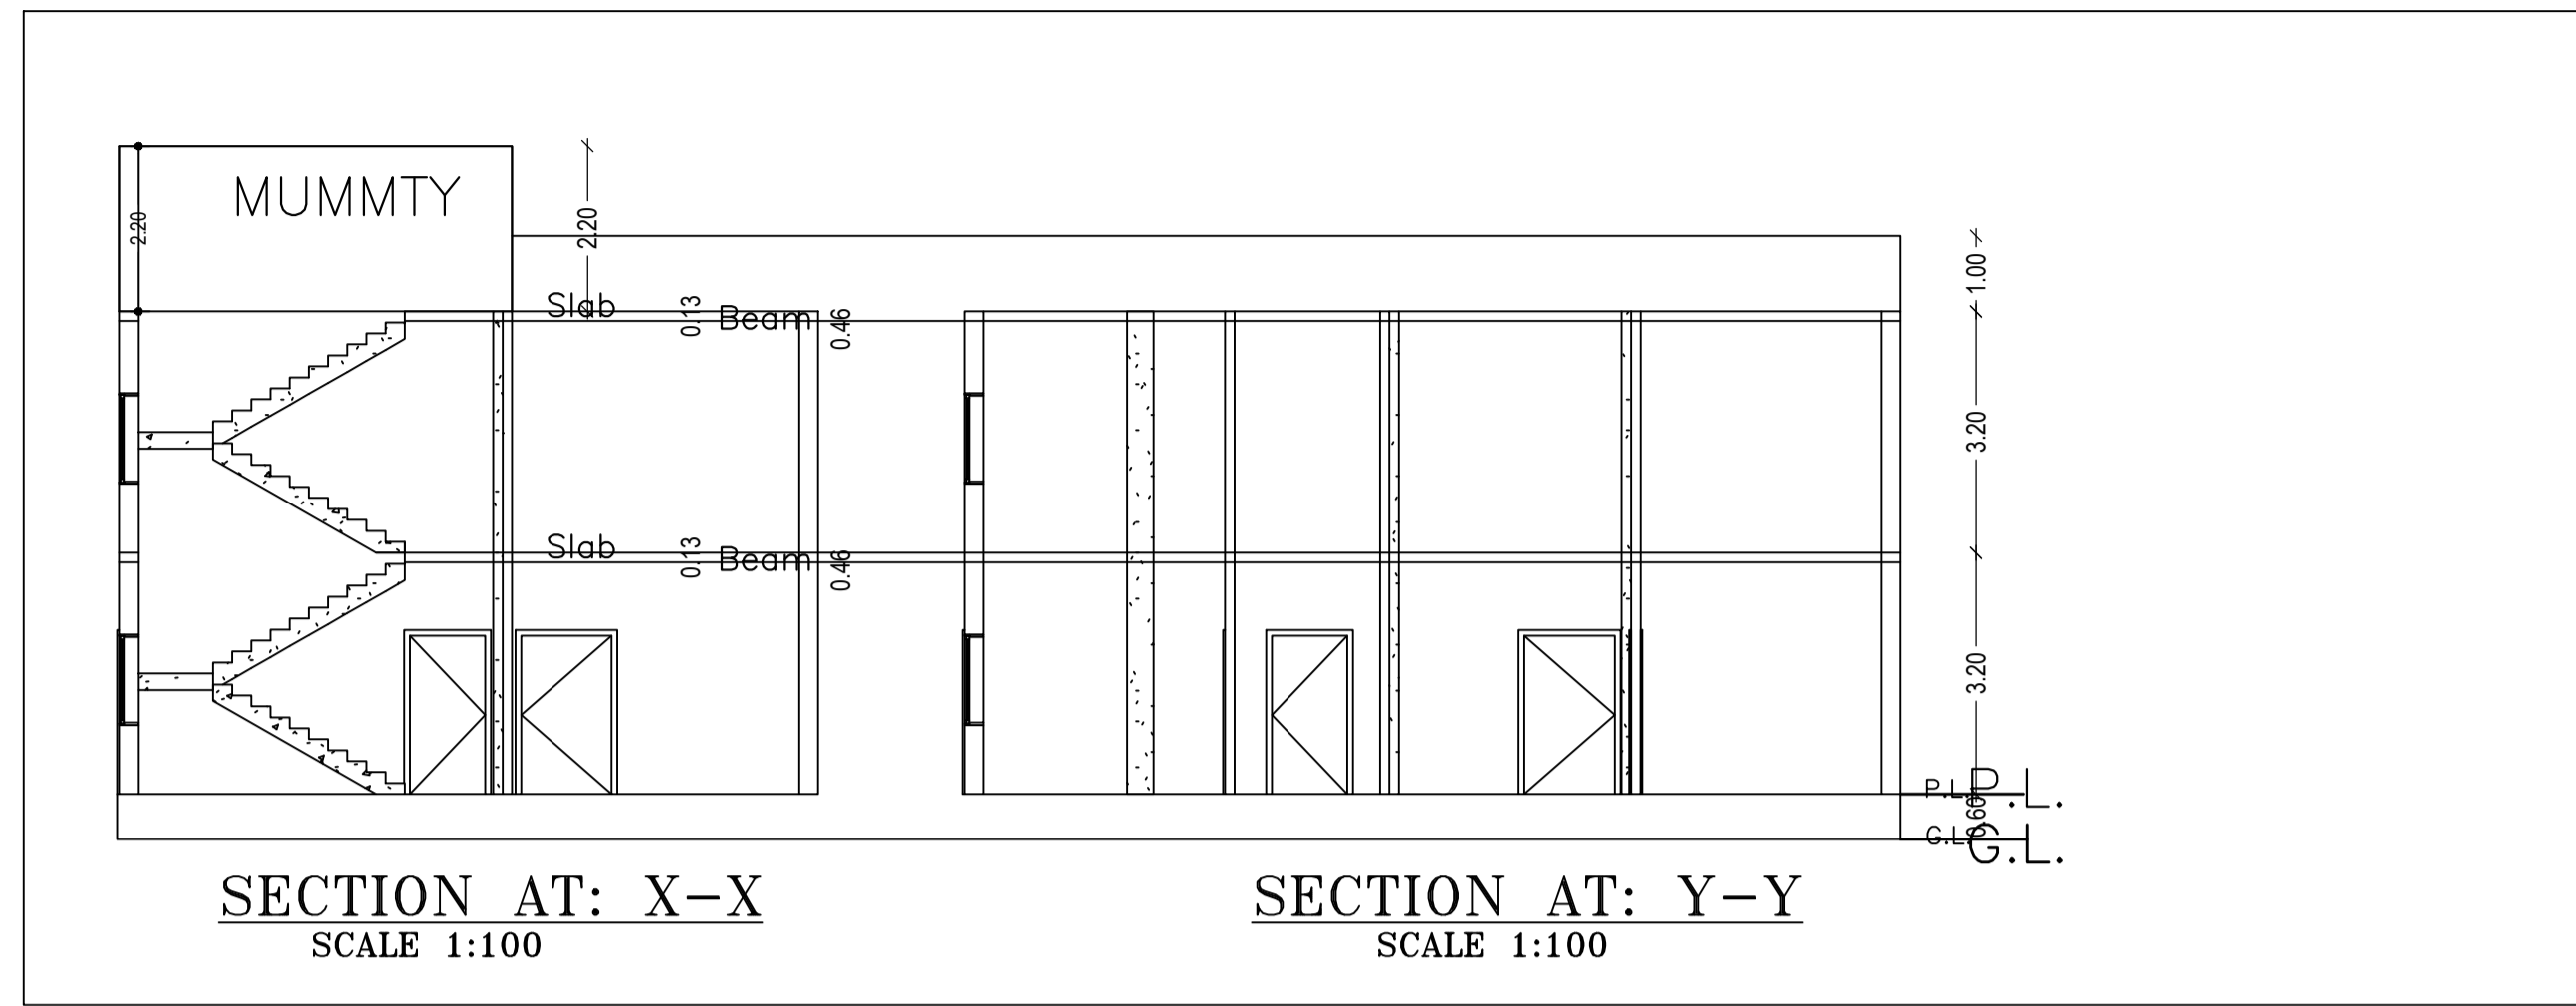 MUMMTY
2.20
2.20
1.00
Slab
0.13
Beam
0.46
3.20
Slab
0.13
Beam
0.46
3.20
P.L.
P.L.
0.60
G.L.
G.L.
SECTION AT: X-X
SCALE 1:100
SECTION AT: Y-Y
SCALE 1:100